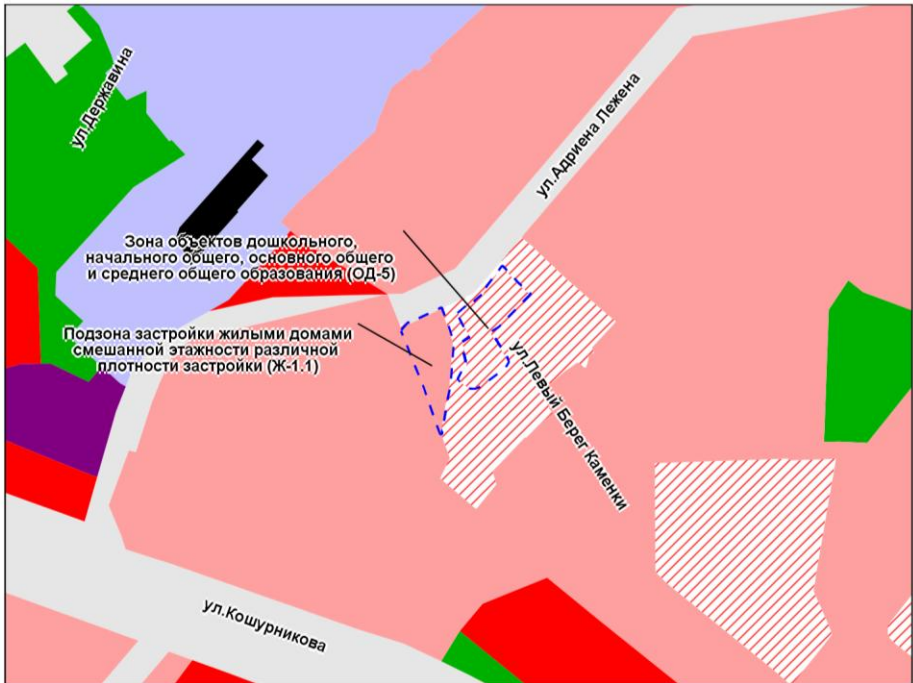 ул.Державина
ул.Адриена Лежена
Зона объектов дошкольного,
начального общего, основного общего
и среднего общего образования (ОД-5)
Подзона застройки жилыми домами
смешанной этажности различной
плотности застройки (Ж-1.1)
ул.Левый Берег Каменки
ул.Кошурникова